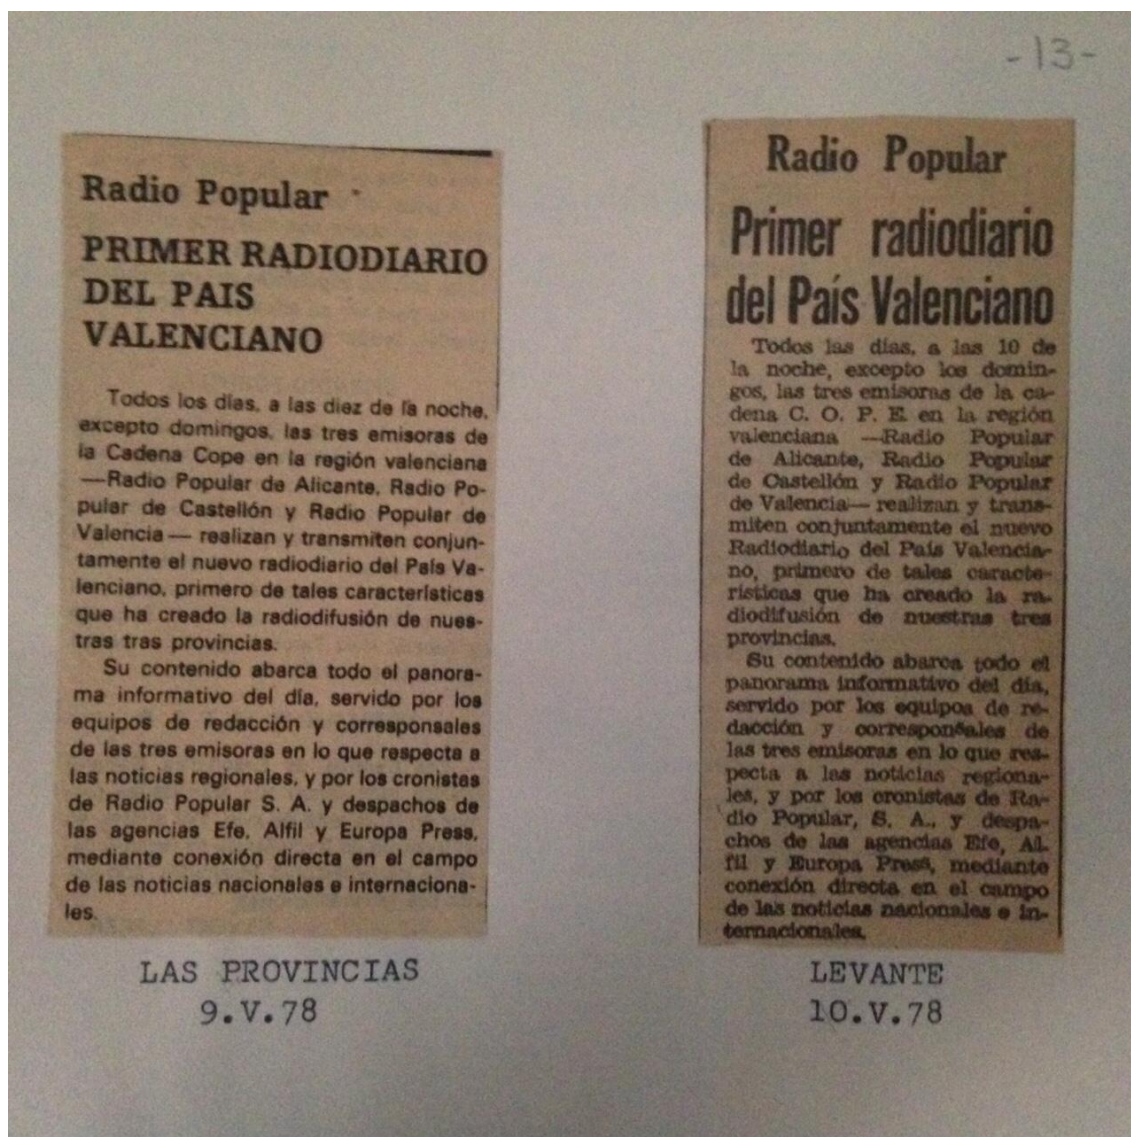 -13-
Radio Popular
PRIMER RADIODIARIO
DEL PAIS
VALENCIANO
Todos los días, a las diez de la noche,
excepto domingos, las tres emisoras de
la Cadena Cope en la región valenciana
—Radio Popular de Alicante, Radio Po-
pular de Castellón y Radio Popular de
Valencia— realizan y transmiten conjun-
tamente el nuevo radiodiario del País Va-
lenciano, primero de tales características
que ha creado la radiodifusión de nues-
tras tras provincias.
Su contenido abarca todo el panora-
ma informativo del día, servido por los
equipos de redacción y corresponsales
de las tres emisoras en lo que respecta a
las noticias regionales, y por los cronistas
de Radio Popular S. A. y despachos de
las agencias Efe, Alfil y Europa Press,
mediante conexión directa en el campo
de las noticias nacionales e internaciona-
les.
LAS PROVINCIAS
9.V.78
Radio Popular
Primer radiodiario
del País Valenciano
Todos las días, a las 10 de
la noche, excepto los domin-
gos, las tres emisoras de la ca-
dena C. O. P. E. en la región
valenciana —Radio Popular
de Alicante, Radio Popular
de Castellón y Radio Popular
de Valencia— realizan y trans-
miten conjuntamente el nuevo
Radiodiario del País Valencia-
no, primero de tales caracte-
rísticas que ha creado la ra-
diodifusión de nuestras tres
provincias.
Su contenido abarca todo el
panorama informativo del día,
servido por los equipos de re-
dacción y corresponsales de
las tres emisoras en lo que res-
pecta a las noticias regiona-
les, y por los cronistas de Ra-
dio Popular, S. A., y despa-
chos de las agencias Efe, Al-
fil y Europa Press, mediante
conexión directa en el campo
de las noticias nacionales e in-
ternacionales.
LEVANTE
10.V.78